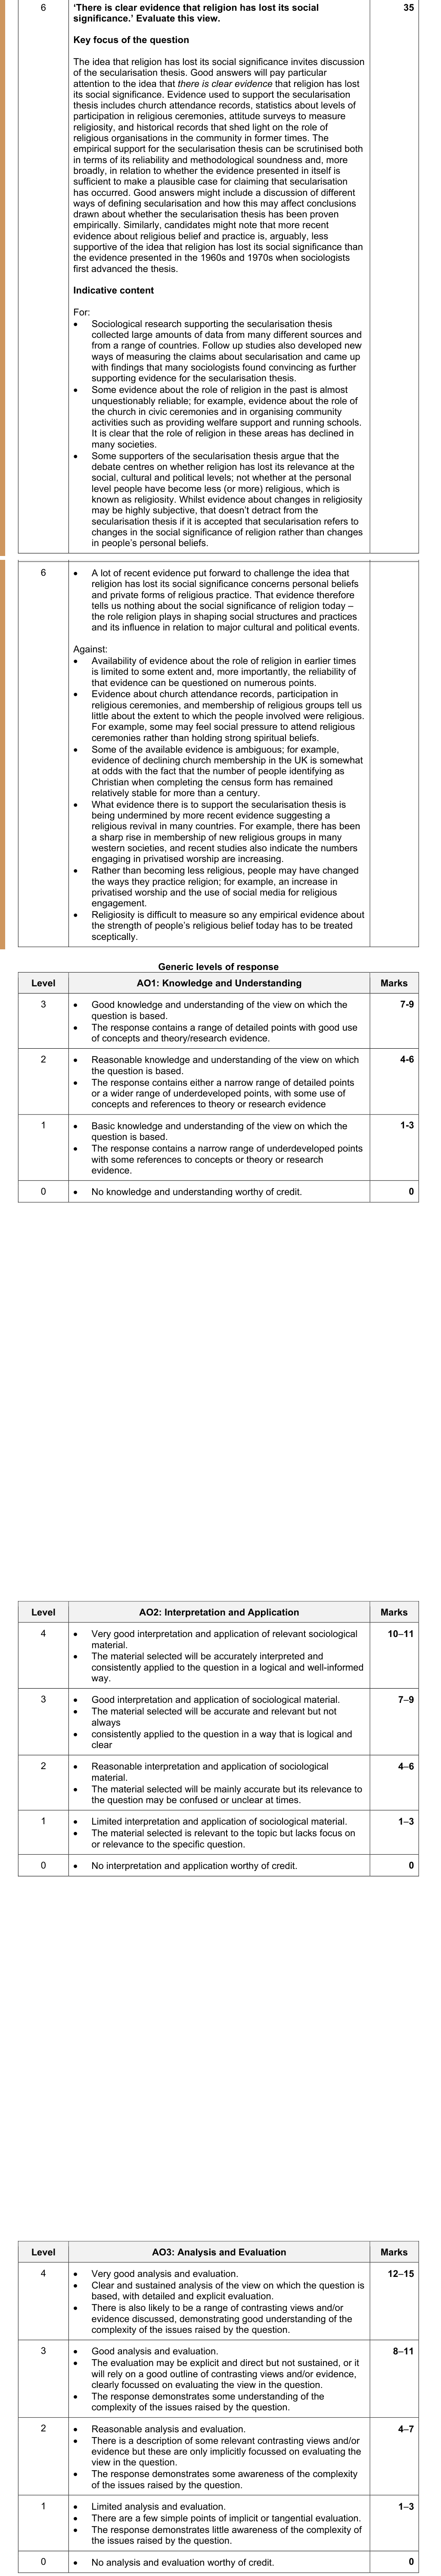 6
‘There is clear evidence that religion has lost its social
significance.’ Evaluate this view.
35
Key focus of the question
The idea that religion has lost its social significance invites discussion
of the secularisation thesis. Good answers will pay particular
attention to the idea that there is clear evidence that religion has lost
its social significance. Evidence used to support the secularisation
thesis includes church attendance records, statistics about levels of
participation in religious ceremonies, attitude surveys to measure
religiosity, and historical records that shed light on the role of
religious organisations in the community in former times. The
empirical support for the secularisation thesis can be scrutinised both
in terms of its reliability and methodological soundness and, more
broadly, in relation to whether the evidence presented in itself is
sufficient to make a plausible case for claiming that secularisation
has occurred. Good answers might include a discussion of different
ways of defining secularisation and how this may affect conclusions
drawn about whether the secularisation thesis has been proven
empirically. Similarly, candidates might note that more recent
evidence about religious belief and practice is, arguably, less
supportive of the idea that religion has lost its social significance than
the evidence presented in the 1960s and 1970s when sociologists
first advanced the thesis.
Indicative content
For:
• Sociological research supporting the secularisation thesis
collected large amounts of data from many different sources and
from a range of countries. Follow up studies also developed new
ways of measuring the claims about secularisation and came up
with findings that many sociologists found convincing as further
supporting evidence for the secularisation thesis.
• Some evidence about the role of religion in the past is almost
unquestionably reliable; for example, evidence about the role of
the church in civic ceremonies and in organising community
activities such as providing welfare support and running schools.
It is clear that the role of religion in these areas has declined in
many societies.
• Some supporters of the secularisation thesis argue that the
debate centres on whether religion has lost its relevance at the
social, cultural and political levels; not whether at the personal
level people have become less (or more) religious, which is
known as religiosity. Whilst evidence about changes in religiosity
may be highly subjective, that doesn’t detract from the
secularisation thesis if it is accepted that secularisation refers to
changes in the social significance of religion rather than changes
in people’s personal beliefs.
6
• A lot of recent evidence put forward to challenge the idea that
religion has lost its social significance concerns personal beliefs
and private forms of religious practice. That evidence therefore
tells us nothing about the social significance of religion today –
the role religion plays in shaping social structures and practices
and its influence in relation to major cultural and political events.
Against:
• Availability of evidence about the role of religion in earlier times
is limited to some extent and, more importantly, the reliability of
that evidence can be questioned on numerous points.
• Evidence about church attendance records, participation in
religious ceremonies, and membership of religious groups tell us
little about the extent to which the people involved were religious.
For example, some may feel social pressure to attend religious
ceremonies rather than holding strong spiritual beliefs.
• Some of the available evidence is ambiguous; for example,
evidence of declining church membership in the UK is somewhat
at odds with the fact that the number of people identifying as
Christian when completing the census form has remained
relatively stable for more than a century.
• What evidence there is to support the secularisation thesis is
being undermined by more recent evidence suggesting a
religious revival in many countries. For example, there has been
a sharp rise in membership of new religious groups in many
western societies, and recent studies also indicate the numbers
engaging in privatised worship are increasing.
• Rather than becoming less religious, people may have changed
the ways they practice religion; for example, an increase in
privatised worship and the use of social media for religious
engagement.
• Religiosity is difficult to measure so any empirical evidence about
the strength of people’s religious belief today has to be treated
sceptically.
Generic levels of response
Level AO1: Knowledge and Understanding Marks
3 • Good knowledge and understanding of the view on which the 7-9
question is based.
• The response contains a range of detailed points with good use
of concepts and theory/research evidence.
2 • Reasonable knowledge and understanding of the view on which 4-6
the question is based.
• The response contains either a narrow range of detailed points
or a wider range of underdeveloped points, with some use of
concepts and references to theory or research evidence
1 • Basic knowledge and understanding of the view on which the 1-3
question is based.
• The response contains a narrow range of underdeveloped points
with some references to concepts or theory or research
evidence.
0 • No knowledge and understanding worthy of credit. 0
Level AO2: Interpretation and Application Marks
4 • Very good interpretation and application of relevant sociological 10–11
material.
• The material selected will be accurately interpreted and
consistently applied to the question in a logical and well-informed
way.
3 • Good interpretation and application of sociological material. 7–9
• The material selected will be accurate and relevant but not
always
• consistently applied to the question in a way that is logical and
clear
2 • Reasonable interpretation and application of sociological 4–6
material.
• The material selected will be mainly accurate but its relevance to
the question may be confused or unclear at times.
1 • Limited interpretation and application of sociological material. 1–3
• The material selected is relevant to the topic but lacks focus on
or relevance to the specific question.
0 • No interpretation and application worthy of credit. 0
Level AO3: Analysis and Evaluation Marks
4 • Very good analysis and evaluation. 12–15
• Clear and sustained analysis of the view on which the question is
based, with detailed and explicit evaluation.
• There is also likely to be a range of contrasting views and/or
evidence discussed, demonstrating good understanding of the
complexity of the issues raised by the question.
3 • Good analysis and evaluation. 8–11
• The evaluation may be explicit and direct but not sustained, or it
will rely on a good outline of contrasting views and/or evidence,
clearly focussed on evaluating the view in the question.
• The response demonstrates some understanding of the
complexity of the issues raised by the question.
2 • Reasonable analysis and evaluation. 4–7
• There is a description of some relevant contrasting views and/or
evidence but these are only implicitly focussed on evaluating the
view in the question.
• The response demonstrates some awareness of the complexity
of the issues raised by the question.
1 • Limited analysis and evaluation. 1–3
• There are a few simple points of implicit or tangential evaluation.
• The response demonstrates little awareness of the complexity of
the issues raised by the question.
0 • No analysis and evaluation worthy of credit. 0